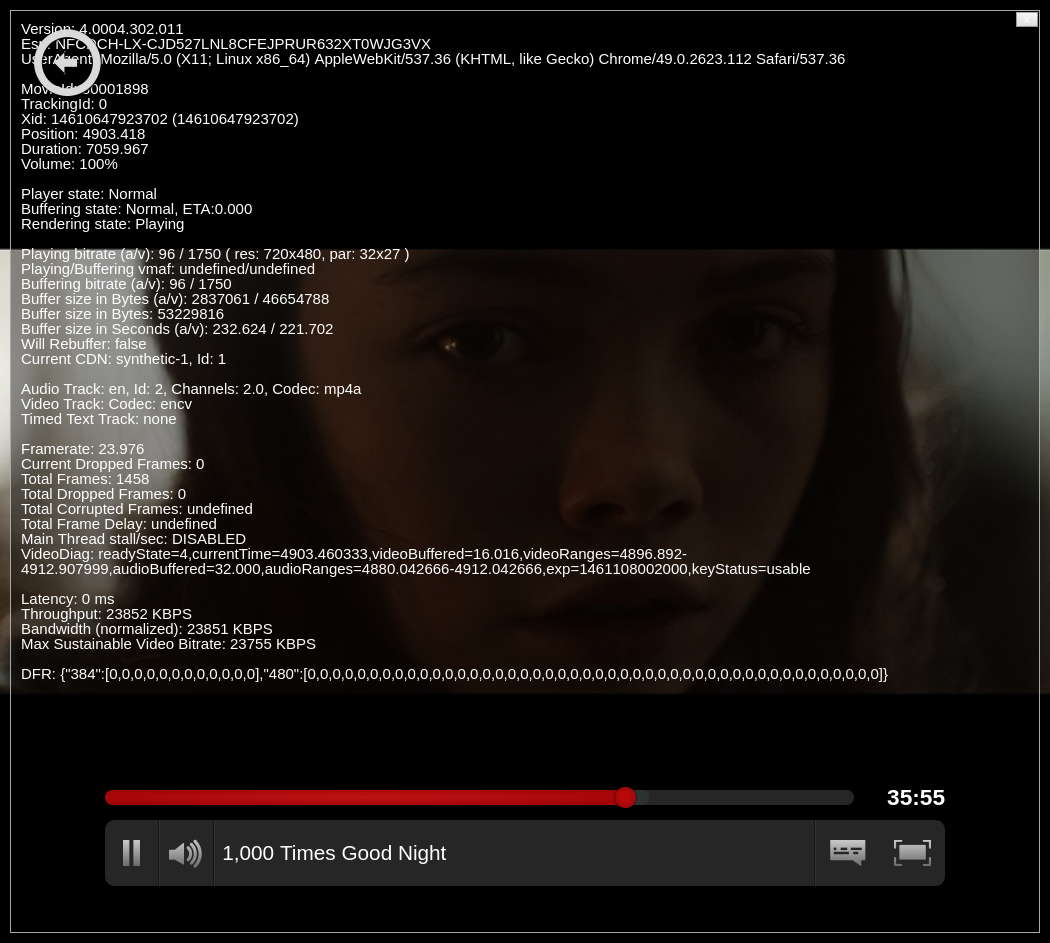 Version: 4.0004.302.011
Esn: NFCDCH-LX-CJD527LNL8CFEJPRUR632XT0WJG3VX
UserAgent: Mozilla/5.0 (X11; Linux x86_64) AppleWebKit/537.36 (KHTML, like Gecko) Chrome/49.0.2623.112 Safari/537.36
TrackingId: 0
Xid: 14610647923702 (14610647923702)
Position: 4903.418
Duration: 7059.967
Volume: 100%
Player state: Normal
Buffering state: Normal, ETA:0.000
Rendering state: Playing
Playing bitrate (a/v): 96 / 1750 ( res: 720x480, par: 32x27 )
Playing/Buffering vmaf: undefined/undefined
Buffering bitrate (a/v): 96 / 1750
Buffer size in Bytes (a/v): 2837061 / 46654788
Buffer size in Bytes: 53229816
Buffer size in Seconds (a/v): 232.624 / 221.702
Will Rebuffer: false
Current CDN: synthetic-1, Id: 1
Audio Track: en, Id: 2, Channels: 2.0, Codec: mp4a
Video Track: Codec: encv
Timed Text Track: none
Framerate: 23.976
Current Dropped Frames: 0
Total Frames: 1458
Total Dropped Frames: 0
Total Corrupted Frames: undefined
Total Frame Delay: undefined
Main Thread stall/sec: DISABLED
VideoDiag: readyState=4,currentTime=4903.460333,videoBuffered=16.016,videoRanges=4896.892-
4912.907999,audioBuffered=32.000,audioRanges=4880.042666-4912.042666,exp=1461108002000,keyStatus=usable
Latency: 0 ms
Throughput: 23852 KBPS
Bandwidth (normalized): 23851 KBPS
Max Sustainable Video Bitrate: 23755 KBPS
DFR: {"384":[0,0,0,0,0,0,0,0,0,0,0,0],"480":[0,0,0,0,0,0,0,0,0,0,0,0,0,0,0,0,0,0,0,0,0,0,0,0,0,0,0,0,0,0,0,0,0,0,0,0,0,0,0,0,0,0,0,0,0,0]}
35:55
1,000 Times Good Night